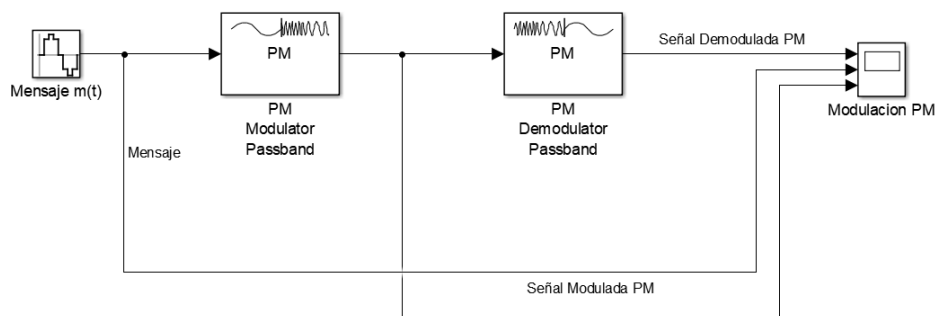 PM
PM
Señal Demodulada PM
Mensaje m(t)
PM
Modulator
Passband
PM
Demodulator
Passband
Modulacion PM
Mensaje
Señal Modulada PM